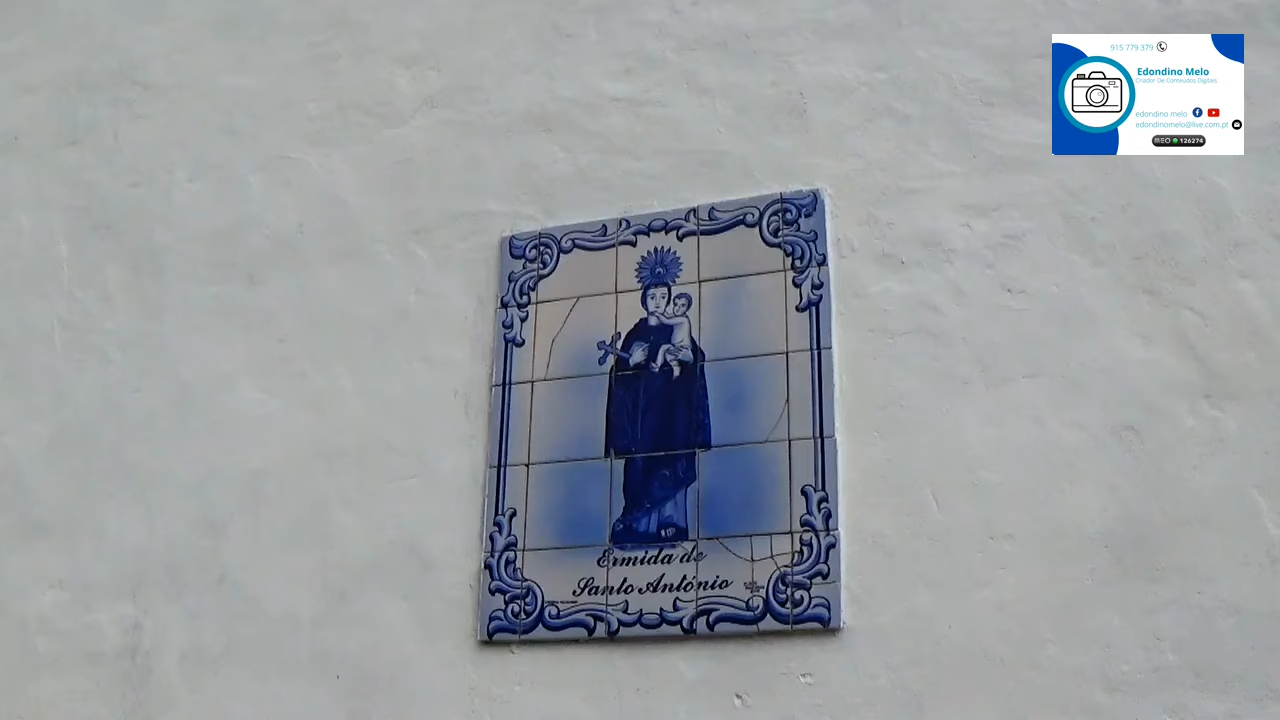 915 779 379
Edondino Melo
Criador De Conteúdos Digitais
edondino melo
edondinomelo@live.com.pt
MEO 126274
Ermida de
Santo António